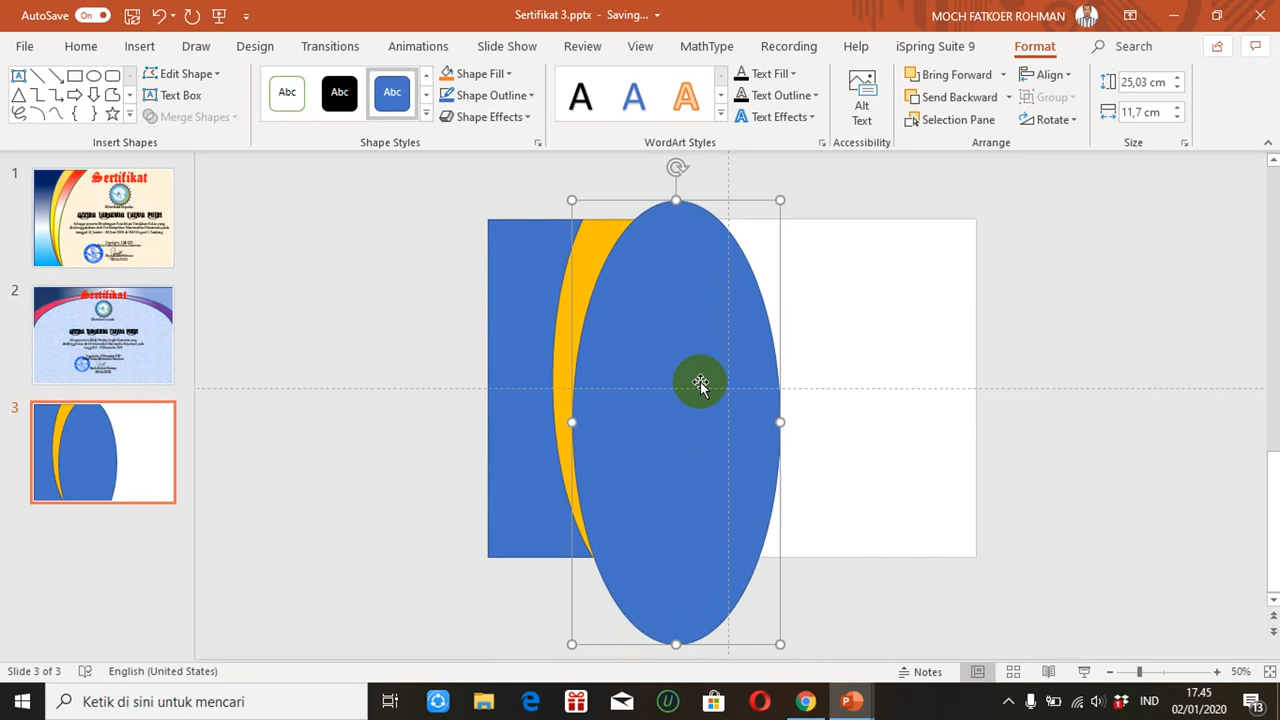 AutoSave On Sertifikat 3.pptx - Saving... MOCH FATKOER ROHMAN
File Home Insert Draw Design Transitions Animations Slide Show Review View MathType Recording Help iSpring Suite 9 Format Search
Edit Shape
Text Box
Merge Shapes
Insert Shapes
Abc Abc Abc
Shape Fill
Shape Outline
Shape Effects
Shape Styles
A A A
Text Fill
Text Outline
Text Effects
WordArt Styles
Alt
Text
Accessibility
Bring Forward
Send Backward
Selection Pane
Align
Group
Rotate
Arrange
25,03 cm
11,7 cm
Size
1
Sertifikat
2
Sertifikat
3
Slide 3 of 3 English (United States) Notes 50%
Ketik di sini untuk mencari
IND
17.45
02/01/2020
13